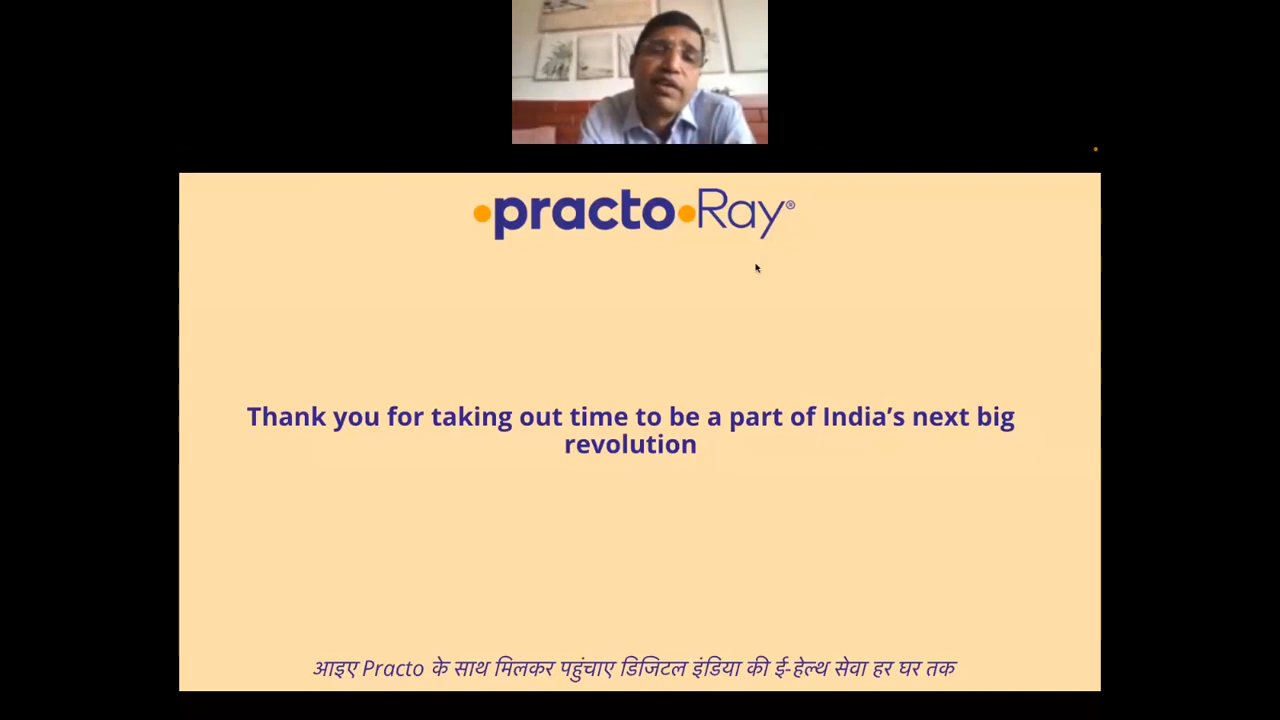 practo Ray®
Thank you for taking out time to be a part of India’s next big
revolution
आइए Practo के साथ मिलकर पहुंचाए डिजिटल इंडिया की ई-हेल्थ सेवा हर घर तक